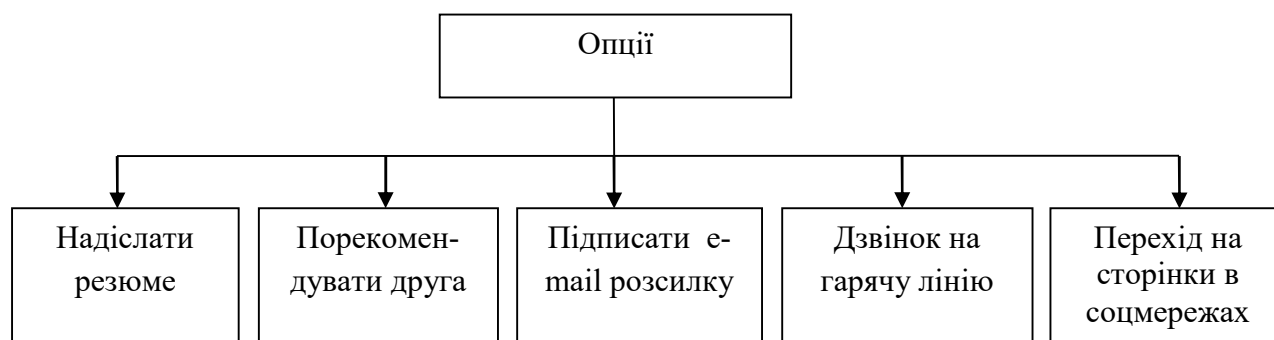 Опції
Надіслати
резюме
Порекомен-
дувати друга
Підписати e-
mail розсилку
Дзвінок на
гарячу лінію
Перехід на
сторінки в
соцмережах